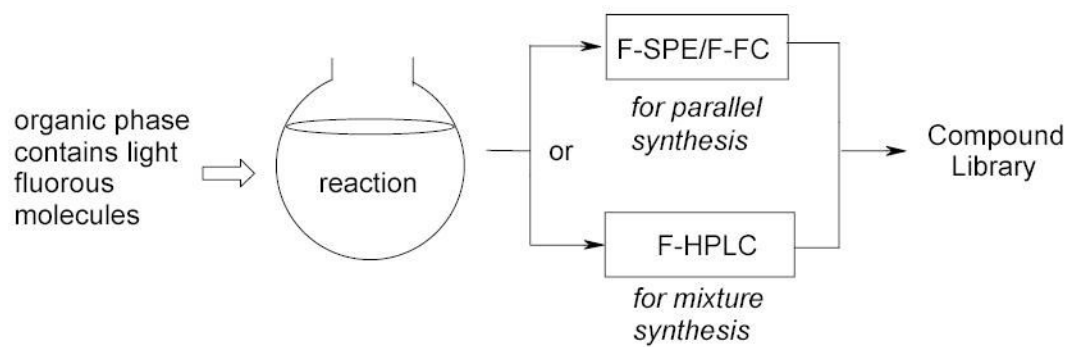 organic phase
contains light
fluorous
molecules
reaction
or
F-SPE/F-FC
for parallel
synthesis
F-HPLC
for mixture
synthesis
Compound
Library